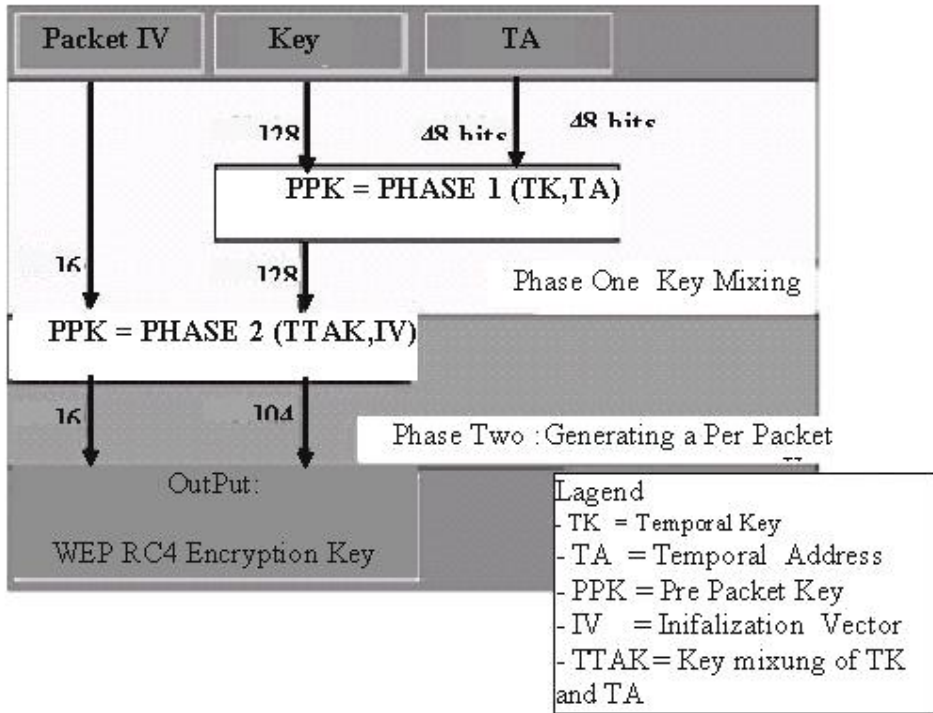 Packet IV
Key
TA
128
48 bits
48 bits
PPK = PHASE 1 (TK,TA)
16
128
Phase One Key Mixing
PPK = PHASE 2 (TTAK,IV)
16
104
Phase Two : Generating a Per Packet
OutPut:
WEP RC4 Encryption Key
Lagend
- TK = Temporal Key
- TA = Temporal Address
- PPK = Pre Packet Key
- IV = Inifalization Vector
- TTAK = Key mixung of TK
and TA